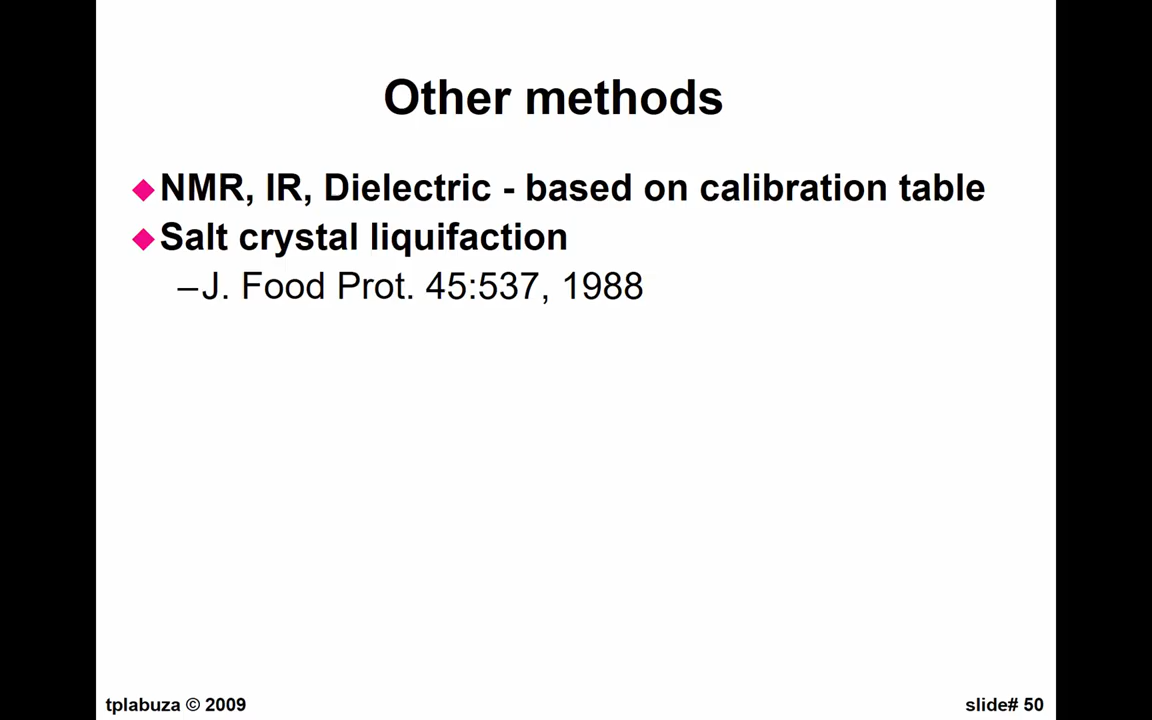 Other methods
NMR, IR, Dielectric - based on calibration table
Salt crystal liquifaction
–J. Food Prot. 45:537, 1988
tplabuza © 2009
slide# 50